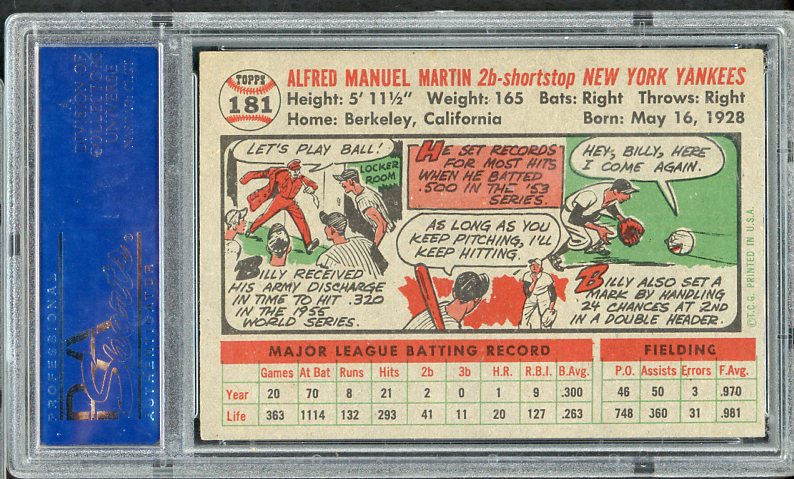 TOPPS
181
ALFRED MANUEL MARTIN 2b-shortstop NEW YORK YANKEES
Height: 5' 11½" Weight: 165 Bats: Right Throws: Right
Home: Berkeley, California Born: May 16, 1928
LET'S PLAY BALL!
LOCKER
ROOM
BILLY RECEIVED
HIS ARMY DISCHARGE
IN TIME TO HIT .320
IN THE 1955
WORLD SERIES.
HE SET RECORDS
FOR MOST HITS
WHEN HE BATTED
.500 IN THE '53
SERIES.
AS LONG AS YOU
KEEP PITCHING, I'LL
KEEP HITTING.
HEY, BILLY, HERE
I COME AGAIN.
BILLY ALSO SET A
MARK BY HANDLING
24 CHANCES AT 2ND
IN A DOUBLE HEADER.
©T.C.G. PRINTED IN U.S.A.
MAJOR LEAGUE BATTING RECORD FIELDING
Games At Bat Runs Hits 2b 3b H.R. R.B.I. B.Avg. P.O. Assists Errors F.Avg.
Year 20 70 8 21 2 0 1 9 .300 46 50 3 .970
Life 363 1114 132 293 41 11 20 127 .263 748 360 31 .981
A
DIVISION OF
COLLECTORS
UNIVERSE
PROFESSIONAL
PSA
AUTHENTICATOR